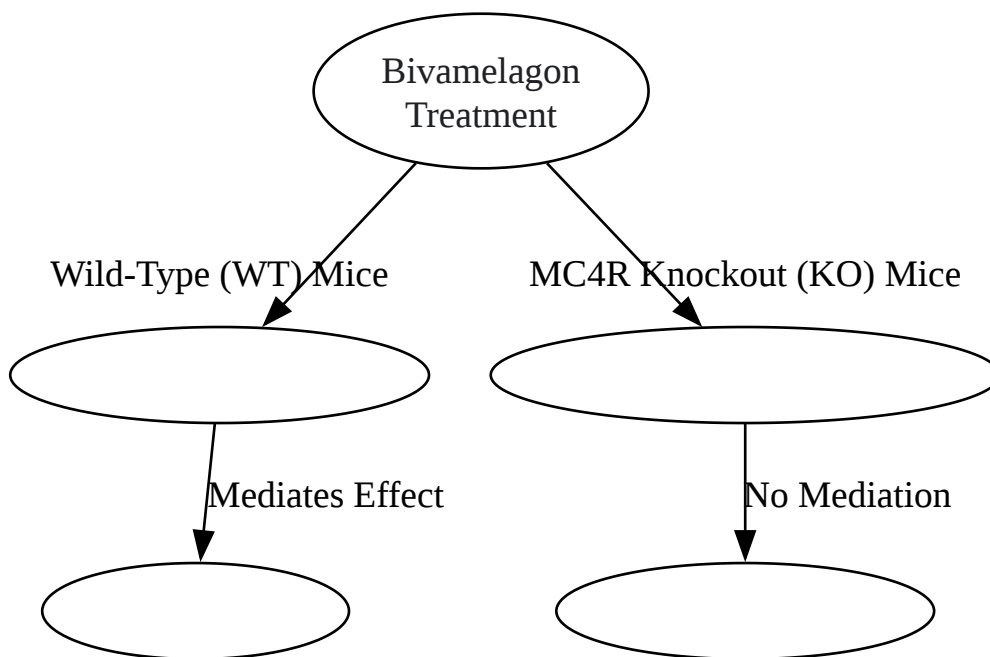 Bivamelagon
Treatment
Wild-Type (WT) Mice
MC4R Knockout (KO) Mice
Mediates Effect
No Mediation